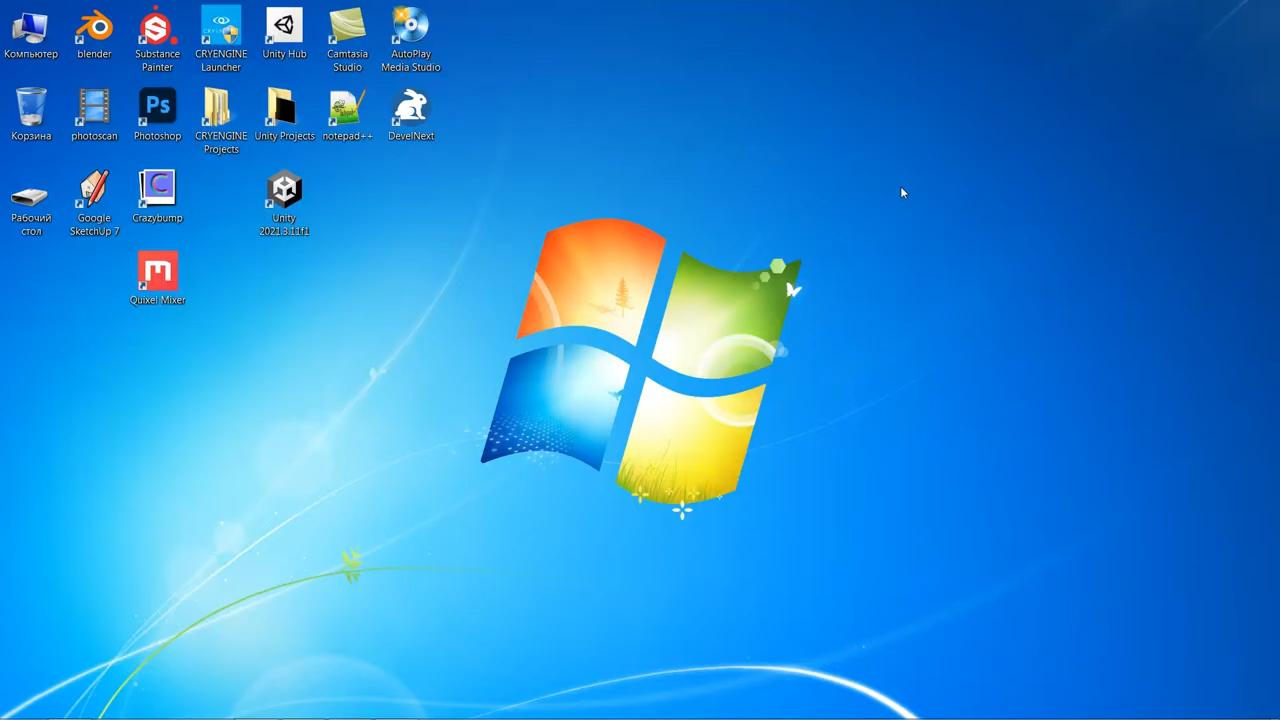 Компьютер
blender
Substance
Painter
CRYENGINE
Launcher
Unity Hub
Camtasia
Studio
AutoPlay
Media Studio
Корзина
photoscan
Ps
Photoshop
CRYENGINE
Projects
Unity Projects
notepad++
DevelNext
Рабочий
стол
Google
SketchUp 7
C
Crazybump
Unity
2021.3.11f1
Quixel Mixer